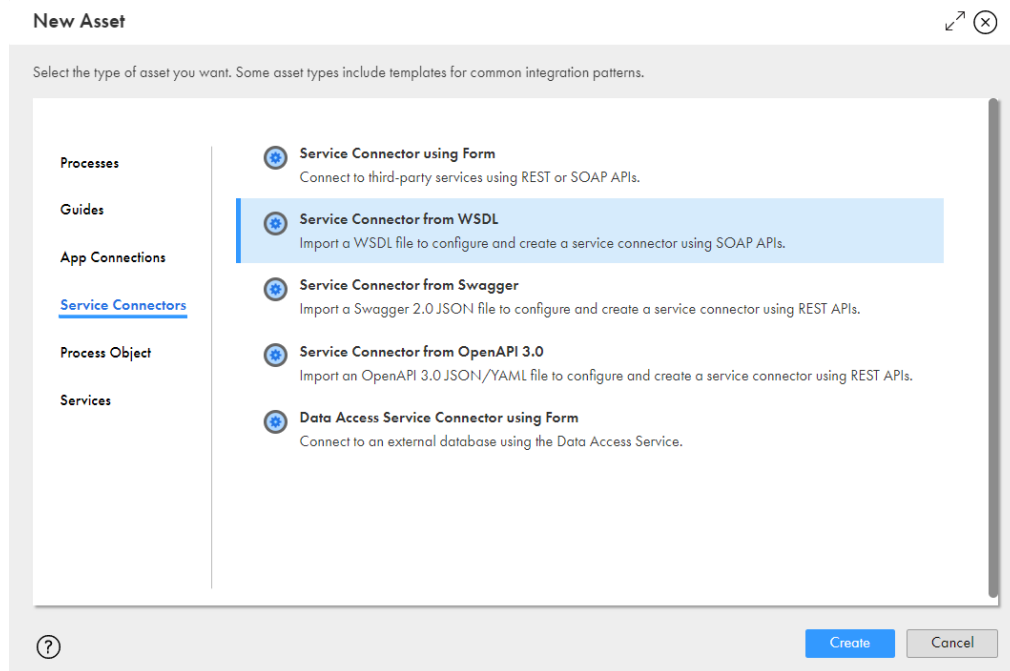 New Asset
Select the type of asset you want. Some asset types include templates for common integration patterns.
Processes
Guides
App Connections
Service Connectors
Process Object
Services
Service Connector using Form
Connect to third-party services using REST or SOAP APIs.
Service Connector from WSDL
Import a WSDL file to configure and create a service connector using SOAP APIs.
Service Connector from Swagger
Import a Swagger 2.0 JSON file to configure and create a service connector using REST APIs.
Service Connector from OpenAPI 3.0
Import an OpenAPI 3.0 JSON/YAML file to configure and create a service connector using REST APIs.
Data Access Service Connector using Form
Connect to an external database using the Data Access Service.
?
Create
Cancel